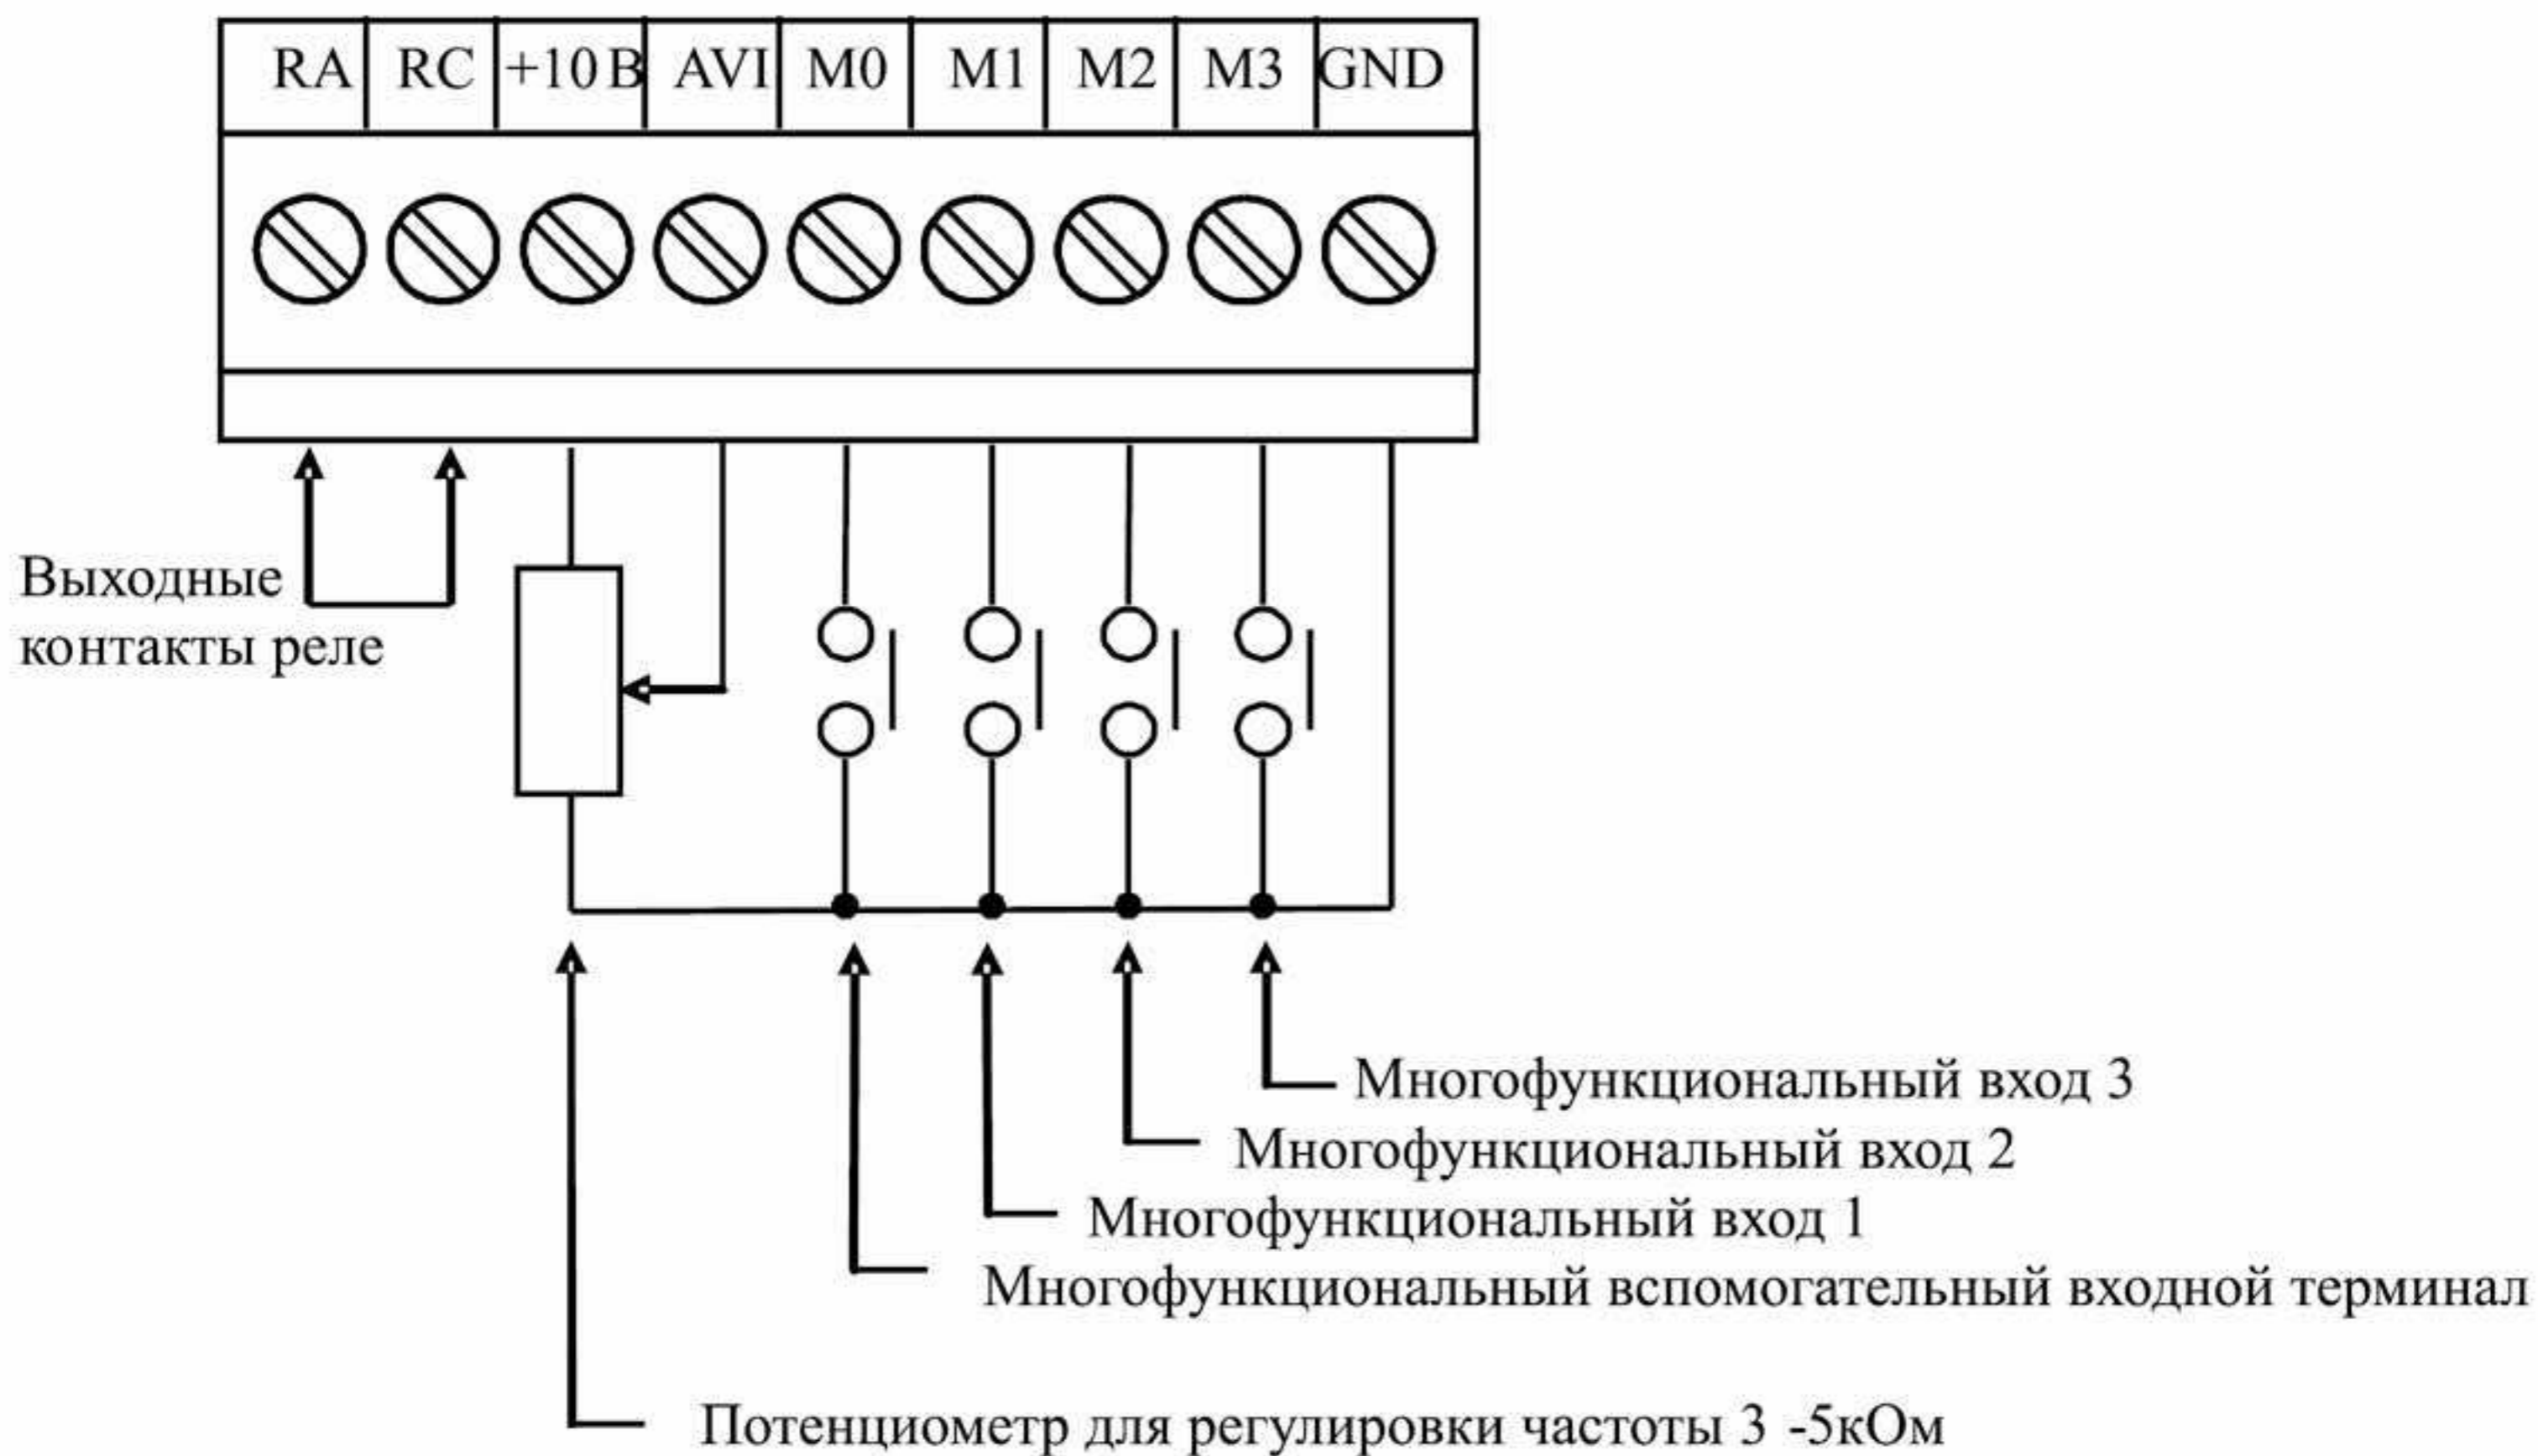 RA RC +10 В AVI M0 M1 M2 M3 GND
Выходные
контакты реле
Многофункциональный вход 3
Многофункциональный вход 2
Многофункциональный вход 1
Многофункциональный вспомогательный входной терминал
Потенциометр для регулировки частоты 3 -5кОм